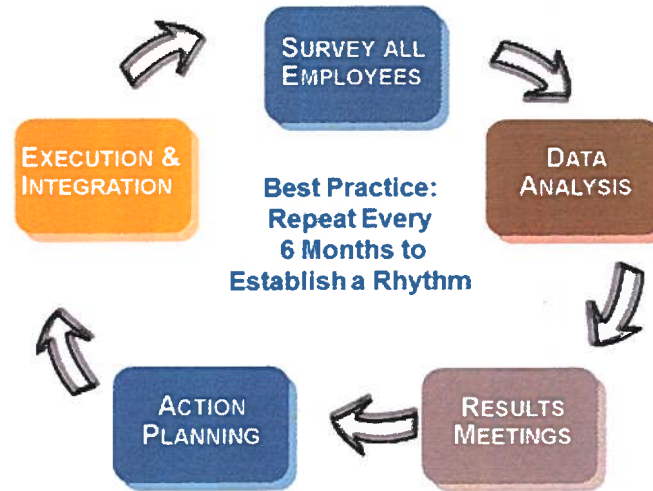 SURVEY ALL
EMPLOYEES
DATA
ANALYSIS
RESULTS
MEETINGS
ACTION
PLANNING
EXECUTION &
INTEGRATION
Best Practice:
Repeat Every
6 Months to
Establish a Rhythm